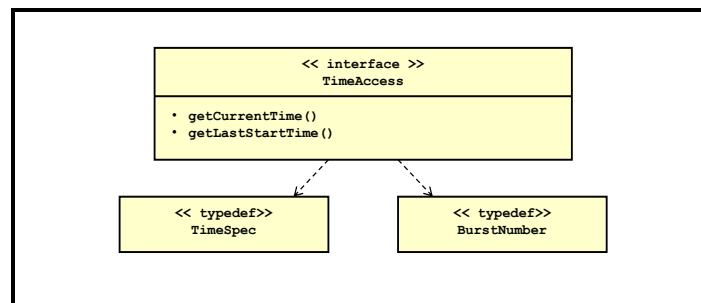 << interface >>
TimeAccess
• getCurrentTime()
• getLastStartTime()
<< typedef>>
TimeSpec
<< typedef>>
BurstNumber